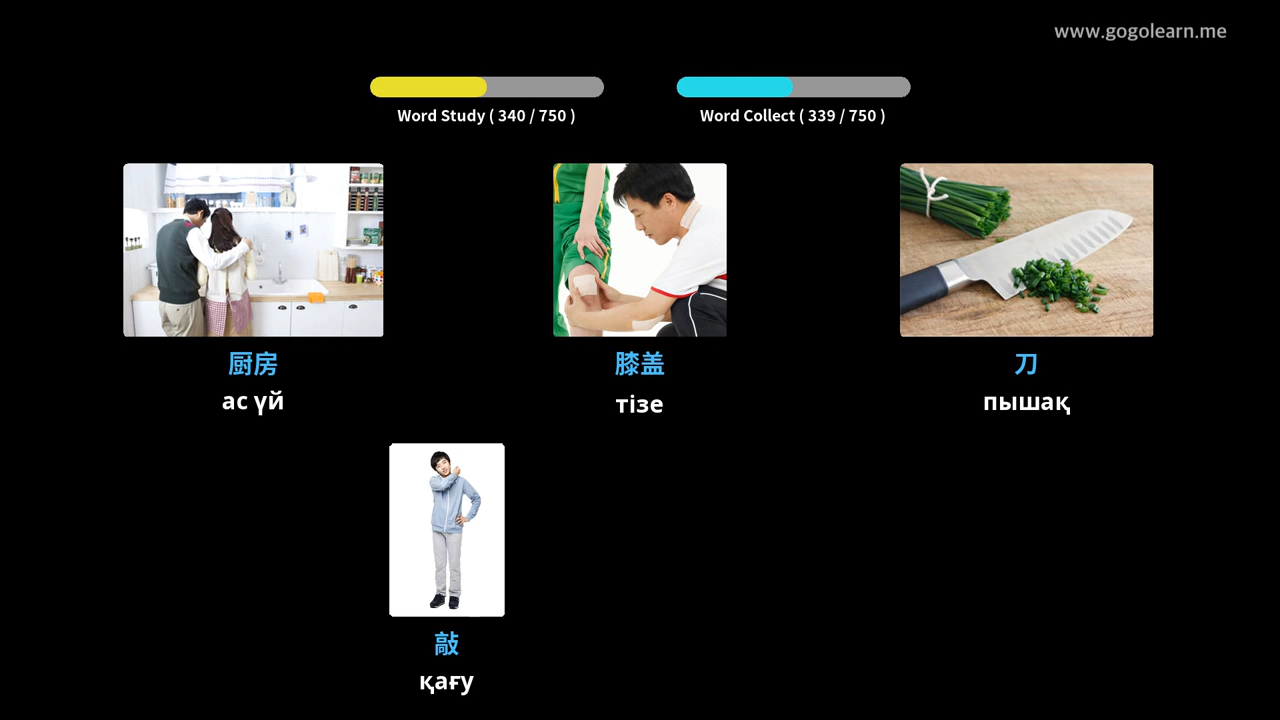 www.gogolearn.me
Word Study ( 340 / 750 )
Word Collect ( 339 / 750 )
厨房
膝盖
刀
ас үй
тізе
пышақ
敲
қағу